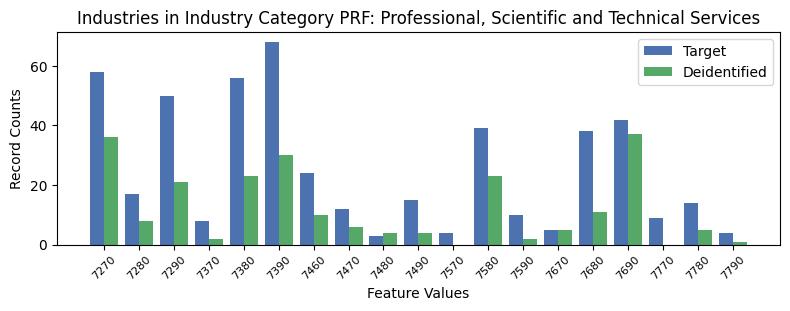 Industries in Industry Category PRF: Professional, Scientific and Technical Services
Target
Deidentified
Record Counts
60
40
20
0
7270 7280 7290 7370 7380 7390 7460 7470 7480 7490 7570 7580 7590 7670 7680 7690 7770 7780 7790
Feature Values